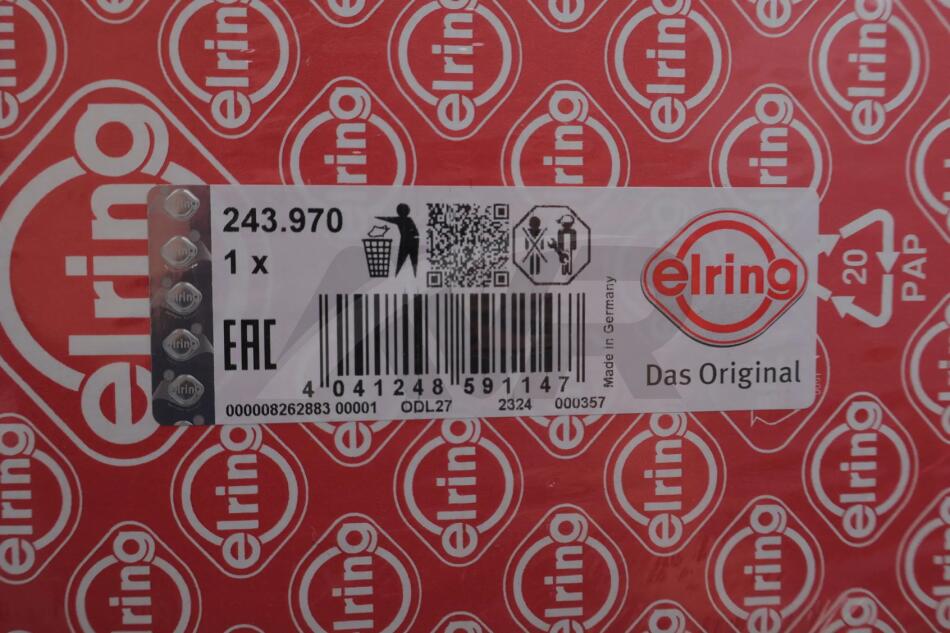 243.970
1 x
EAC
4 041248 591147
000008262883 00001 ODL27 2324 000357
Made in Germany
elring
Das Original
20
PAP
elring